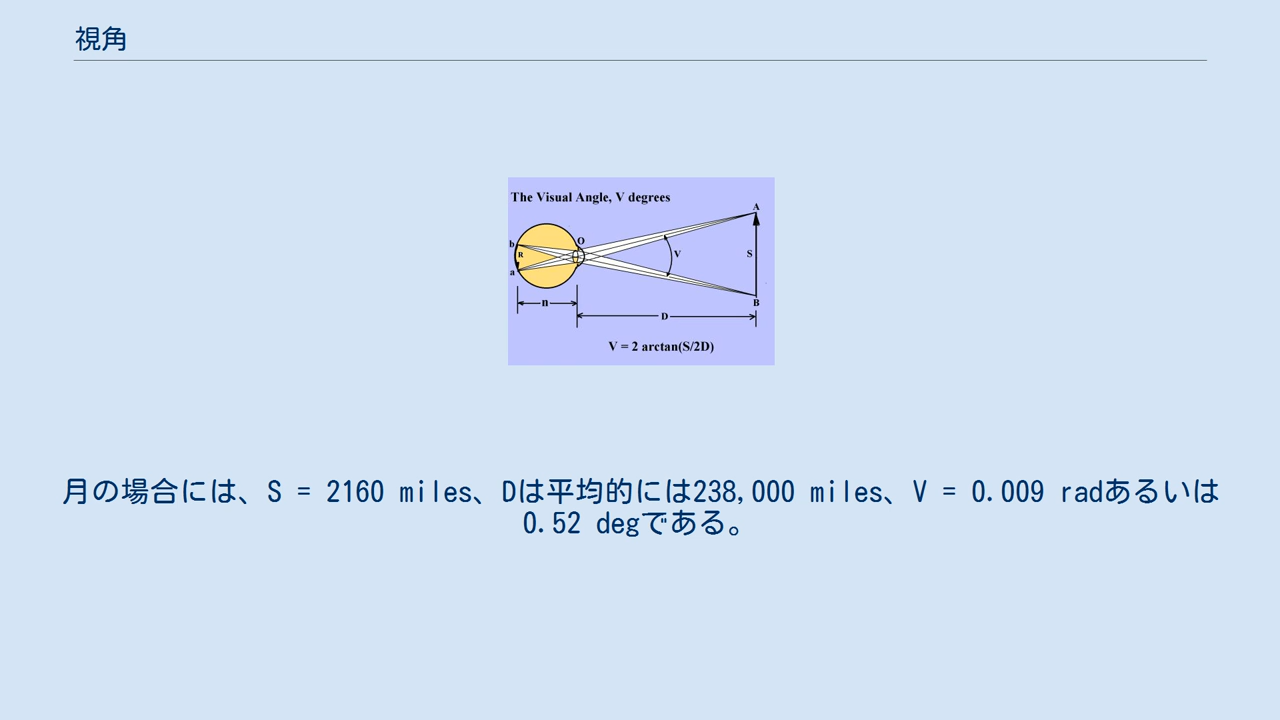 視角
The Visual Angle, V degrees
A
O
b
R
V
S
a
n
B
D
V = 2 arctan(S/2D)
月の場合には、S = 2160 miles、Dは平均的には238,000 miles、V = 0.009 radあるいは
0.52 degである。